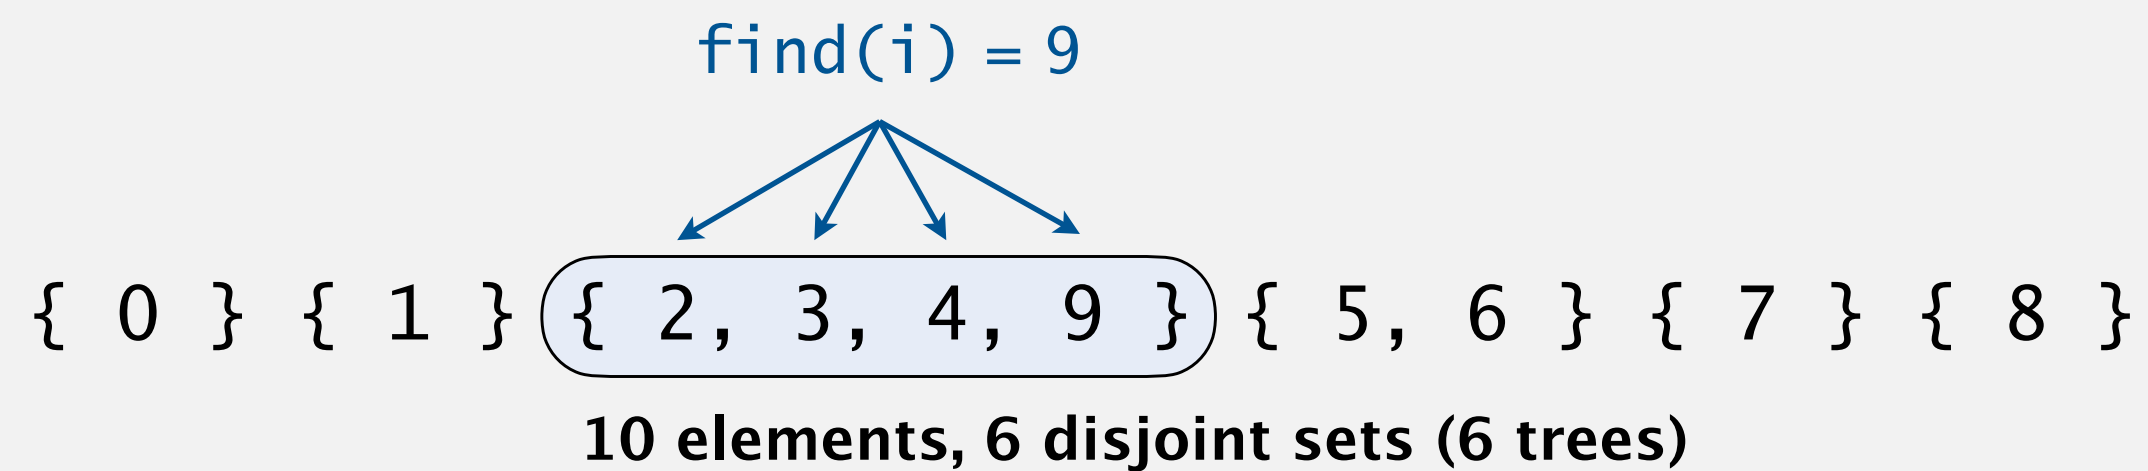 find(i) = 9
{ 0 } { 1 } { 2, 3, 4, 9 } { 5, 6 } { 7 } { 8 }
10 elements, 6 disjoint sets (6 trees)